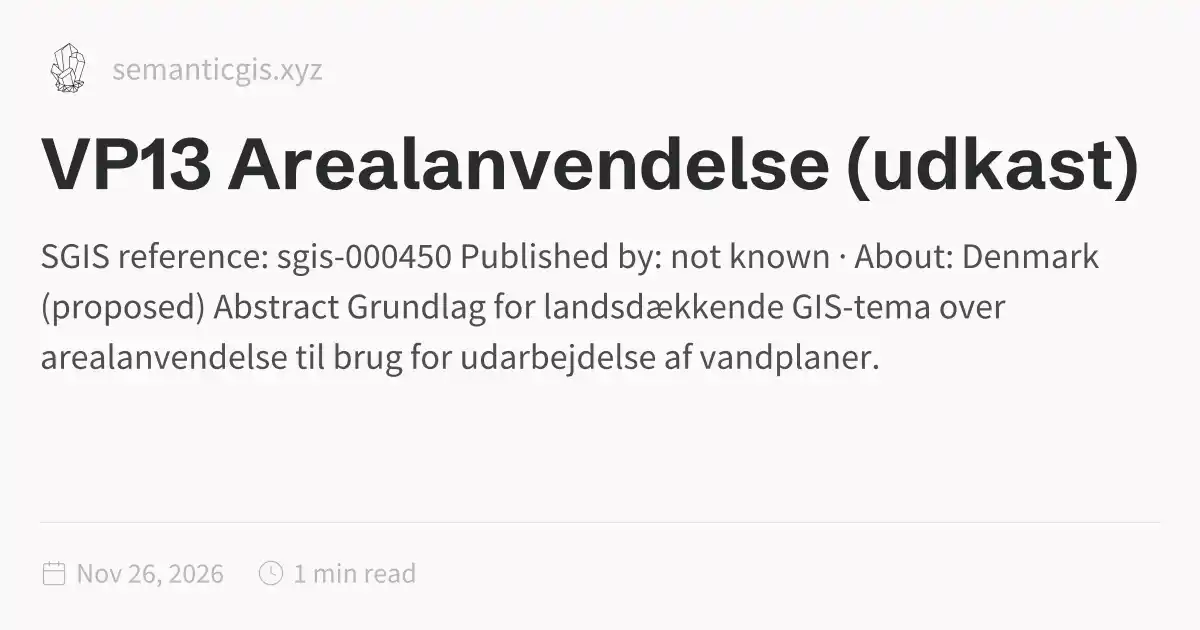 semanticgis.xyz
VP13 Arealanvendelse (udkast)
SGIS reference: sgis-000450 Published by: not known · About: Denmark
(proposed) Abstract Grundlag for landsdækkende GIS-tema over
arealanvendelse til brug for udarbejdelse af vandplaner.
Nov 26, 2026 1 min read